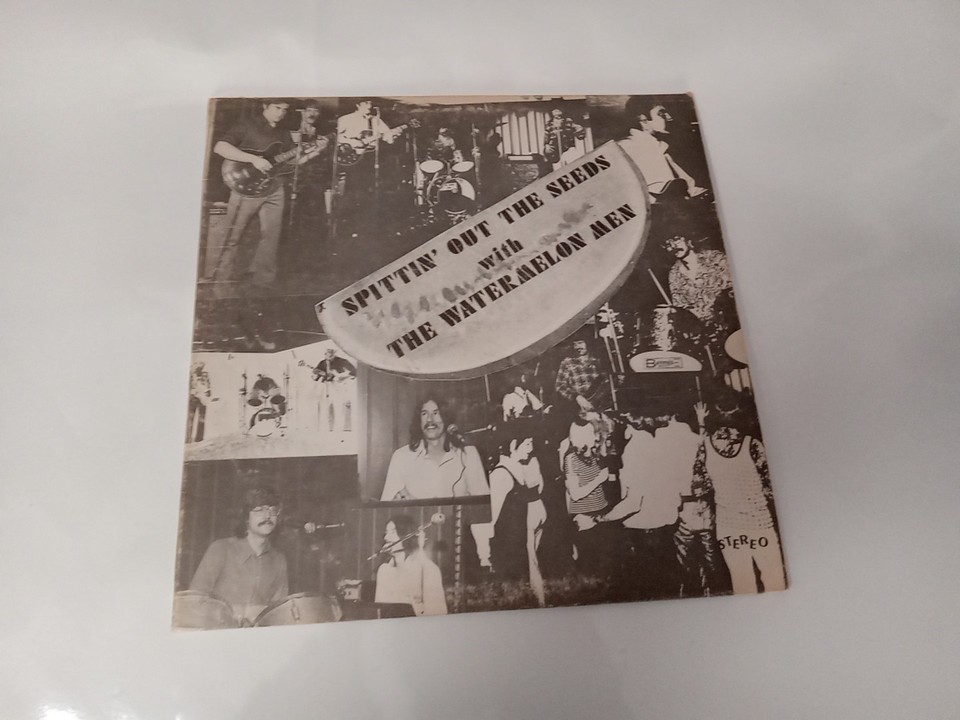 SPITTIN' OUT THE SEEDS
with
THE WATERMELON MEN
STEREO